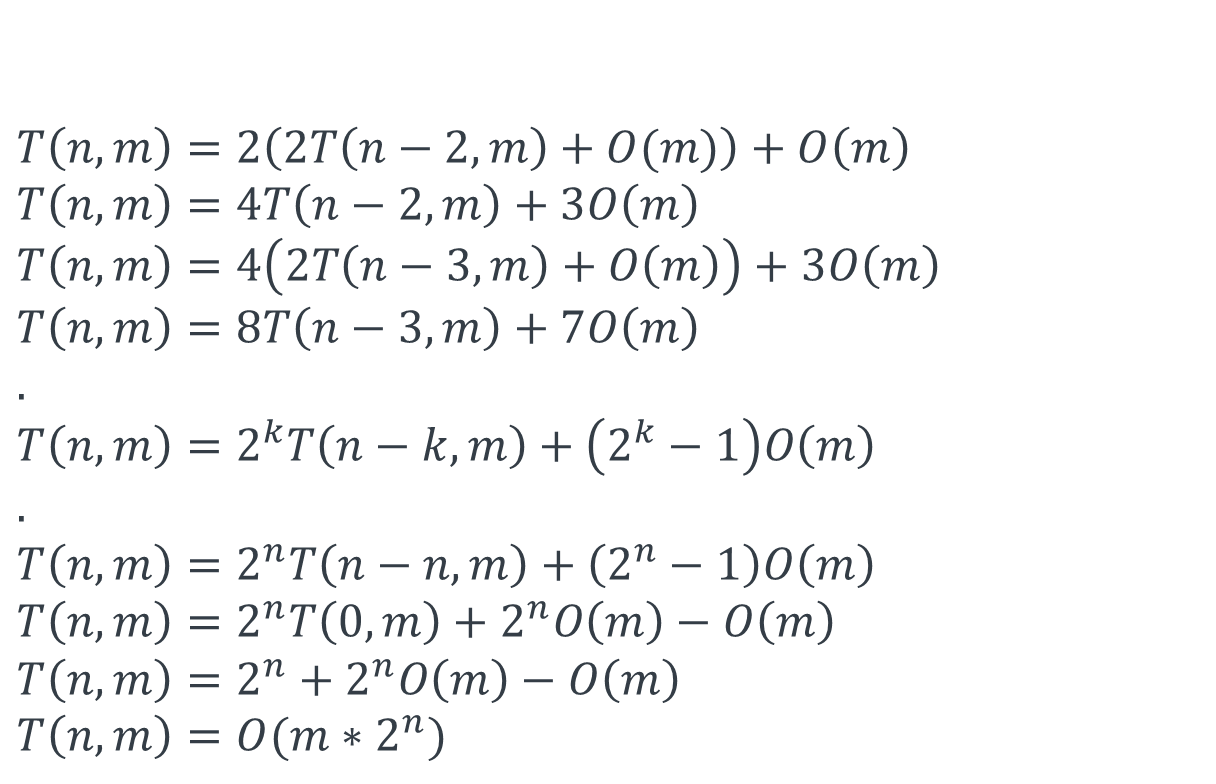 T(n, m) = 2(2T(n − 2, m) + O(m)) + O(m)
T(n, m) = 4T(n − 2, m) + 3O(m)
T(n, m) = 4(2T(n − 3, m) + O(m)) + 3O(m)
T(n, m) = 8T(n − 3, m) + 7O(m)
.
T(n, m) = 2^k T(n − k, m) + (2^k − 1)O(m)
.
T(n, m) = 2^n T(n − n, m) + (2^n − 1)O(m)
T(n, m) = 2^n T(0, m) + 2^n O(m) − O(m)
T(n, m) = 2^n + 2^n O(m) − O(m)
T(n, m) = O(m * 2^n)